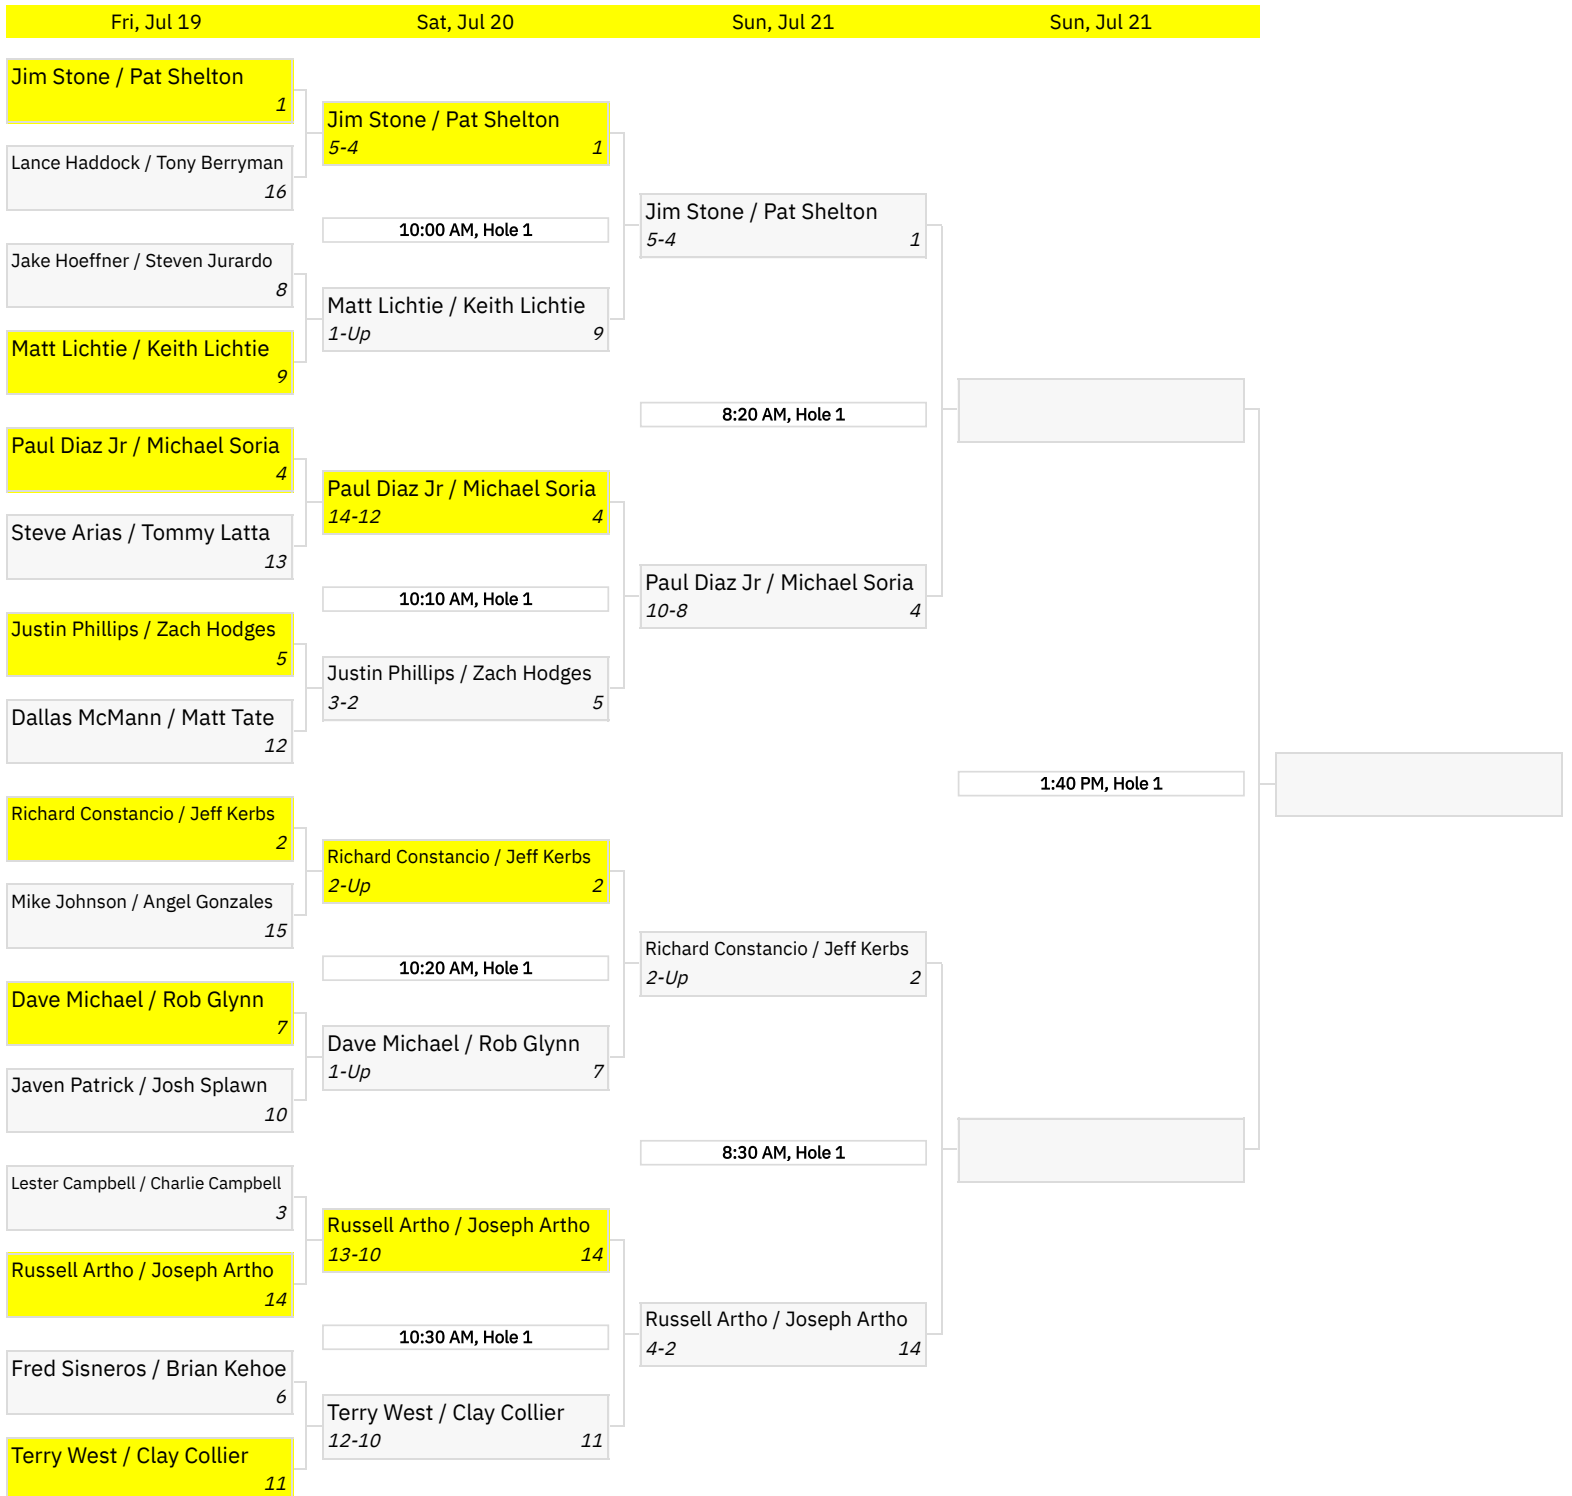 Fri, Jul 19
Sat, Jul 20
Sun, Jul 21
Sun, Jul 21
Jim Stone / Pat Shelton
1
Lance Haddock / Tony Berryman
16
Jake Hoeffner / Steven Jurardo
8
Matt Lichtie / Keith Lichtie
9
Paul Diaz Jr / Michael Soria
4
Steve Arias / Tommy Latta
13
Justin Phillips / Zach Hodges
5
Dallas McMann / Matt Tate
12
Richard Constancio / Jeff Kerbs
2
Mike Johnson / Angel Gonzales
15
Dave Michael / Rob Glynn
7
Javen Patrick / Josh Splawn
10
Lester Campbell / Charlie Campbell
3
Russell Artho / Joseph Artho
14
Fred Sisneros / Brian Kehoe
6
Terry West / Clay Collier
11
Jim Stone / Pat Shelton
5-4 1
10:00 AM, Hole 1
Matt Lichtie / Keith Lichtie
1-Up 9
Paul Diaz Jr / Michael Soria
14-12 4
10:10 AM, Hole 1
Justin Phillips / Zach Hodges
3-2 5
Richard Constancio / Jeff Kerbs
2-Up 2
10:20 AM, Hole 1
Dave Michael / Rob Glynn
1-Up 7
Russell Artho / Joseph Artho
13-10 14
10:30 AM, Hole 1
Terry West / Clay Collier
12-10 11
Jim Stone / Pat Shelton
5-4 1
8:20 AM, Hole 1
Paul Diaz Jr / Michael Soria
10-8 4
Richard Constancio / Jeff Kerbs
2-Up 2
8:30 AM, Hole 1
Russell Artho / Joseph Artho
4-2 14
1:40 PM, Hole 1